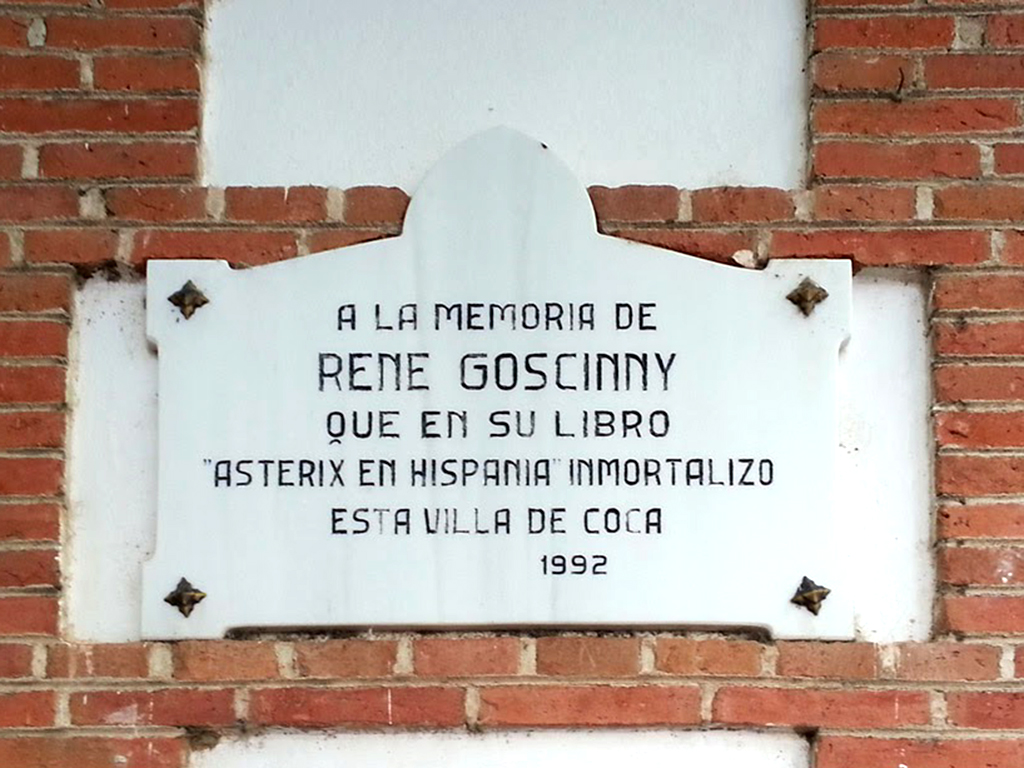 A LA MEMORIA DE
RENE GOSCINNY
QUE EN SU LIBRO
"ASTERIX EN HISPANIA" INMORTALIZO
ESTA VILLA DE COCA
1992